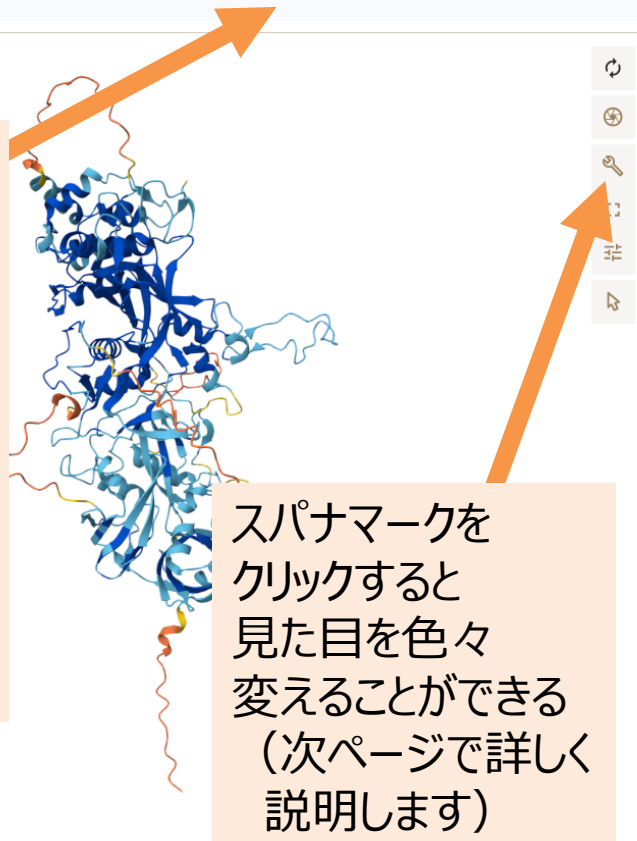 スパナマークを
クリックすると
見た目を色々
変えることができる
（次ページで詳しく
説明します）